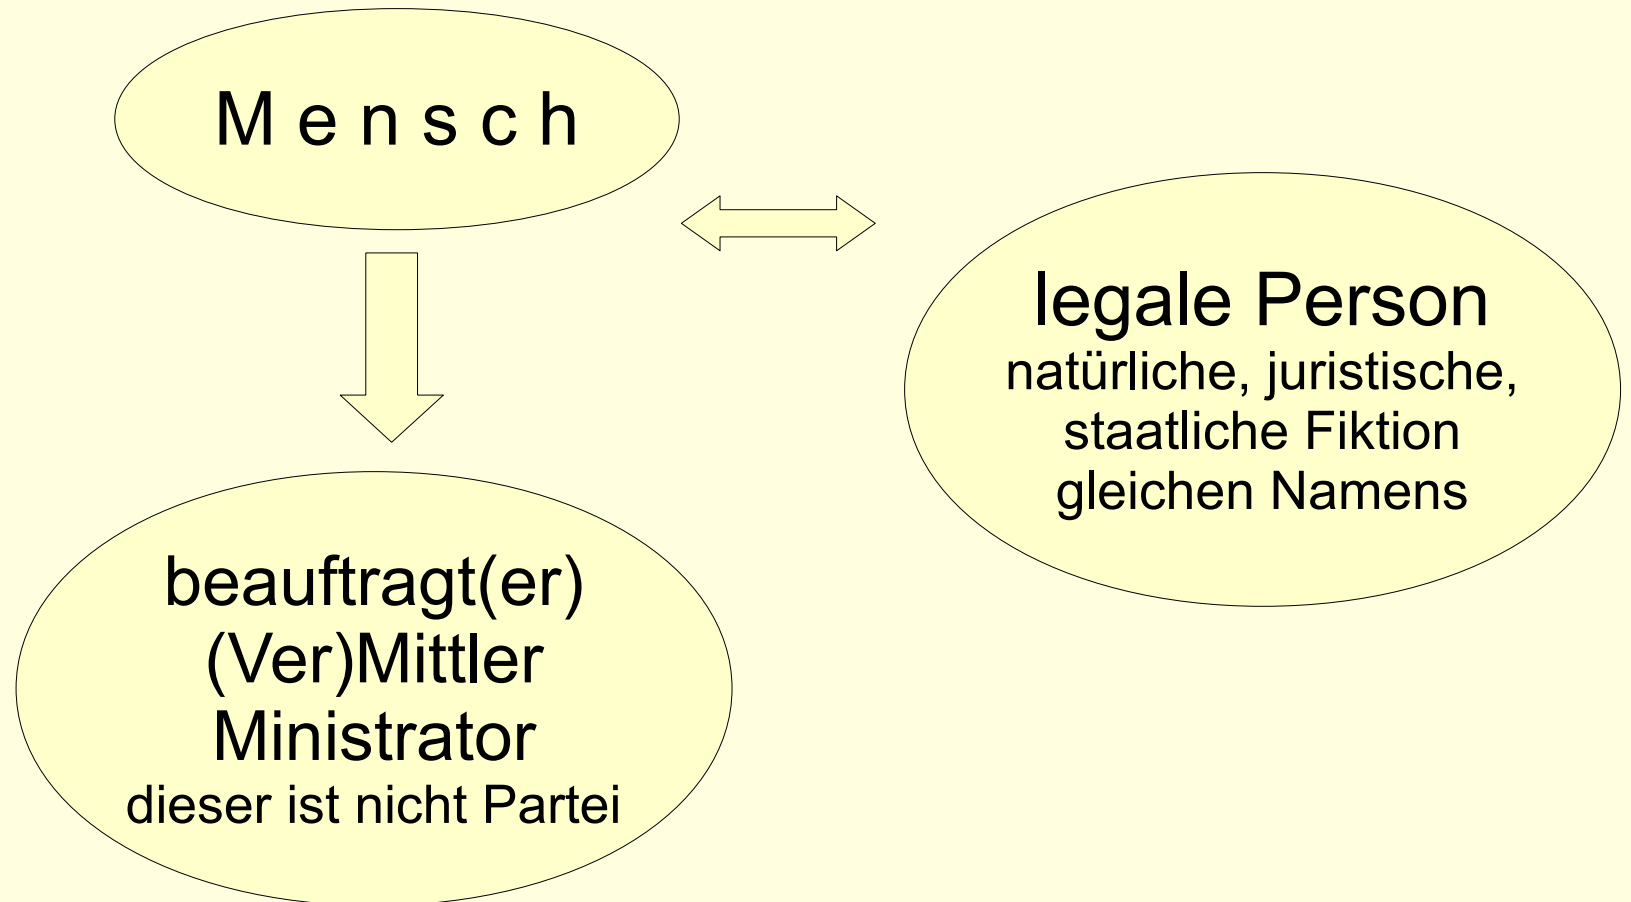 M e n s c h
legale Person
natürliche, juristische,
staatliche Fiktion
gleichen Namens
beauftragt(er)
(Ver)Mittler
Ministrator
dieser ist nicht Partei